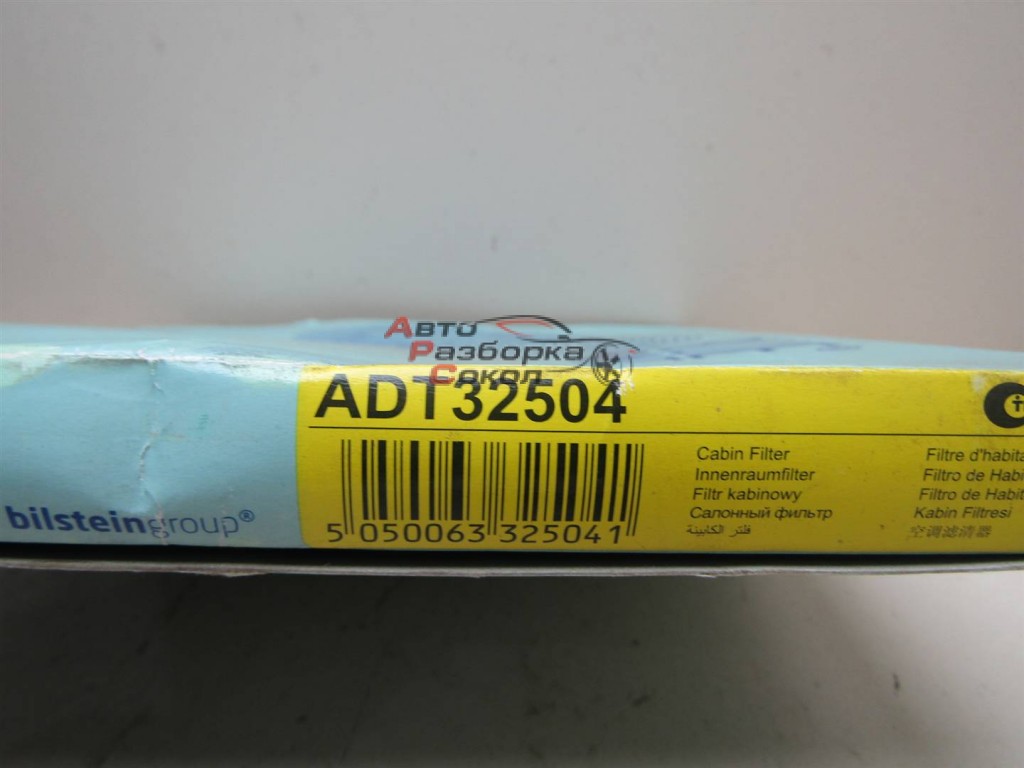 Авто
Разборка
Сокол
ADT32504
Cabin Filter
Innenraumfilter
Filtr kabinowy
Салонный фильтр
فلتر الكابينة
Filtre d'habita
Filtro de Habi
Filtro de Habit
Kabin Filtresi
空调滤清器
5 050063 325041
bilsteingroup®